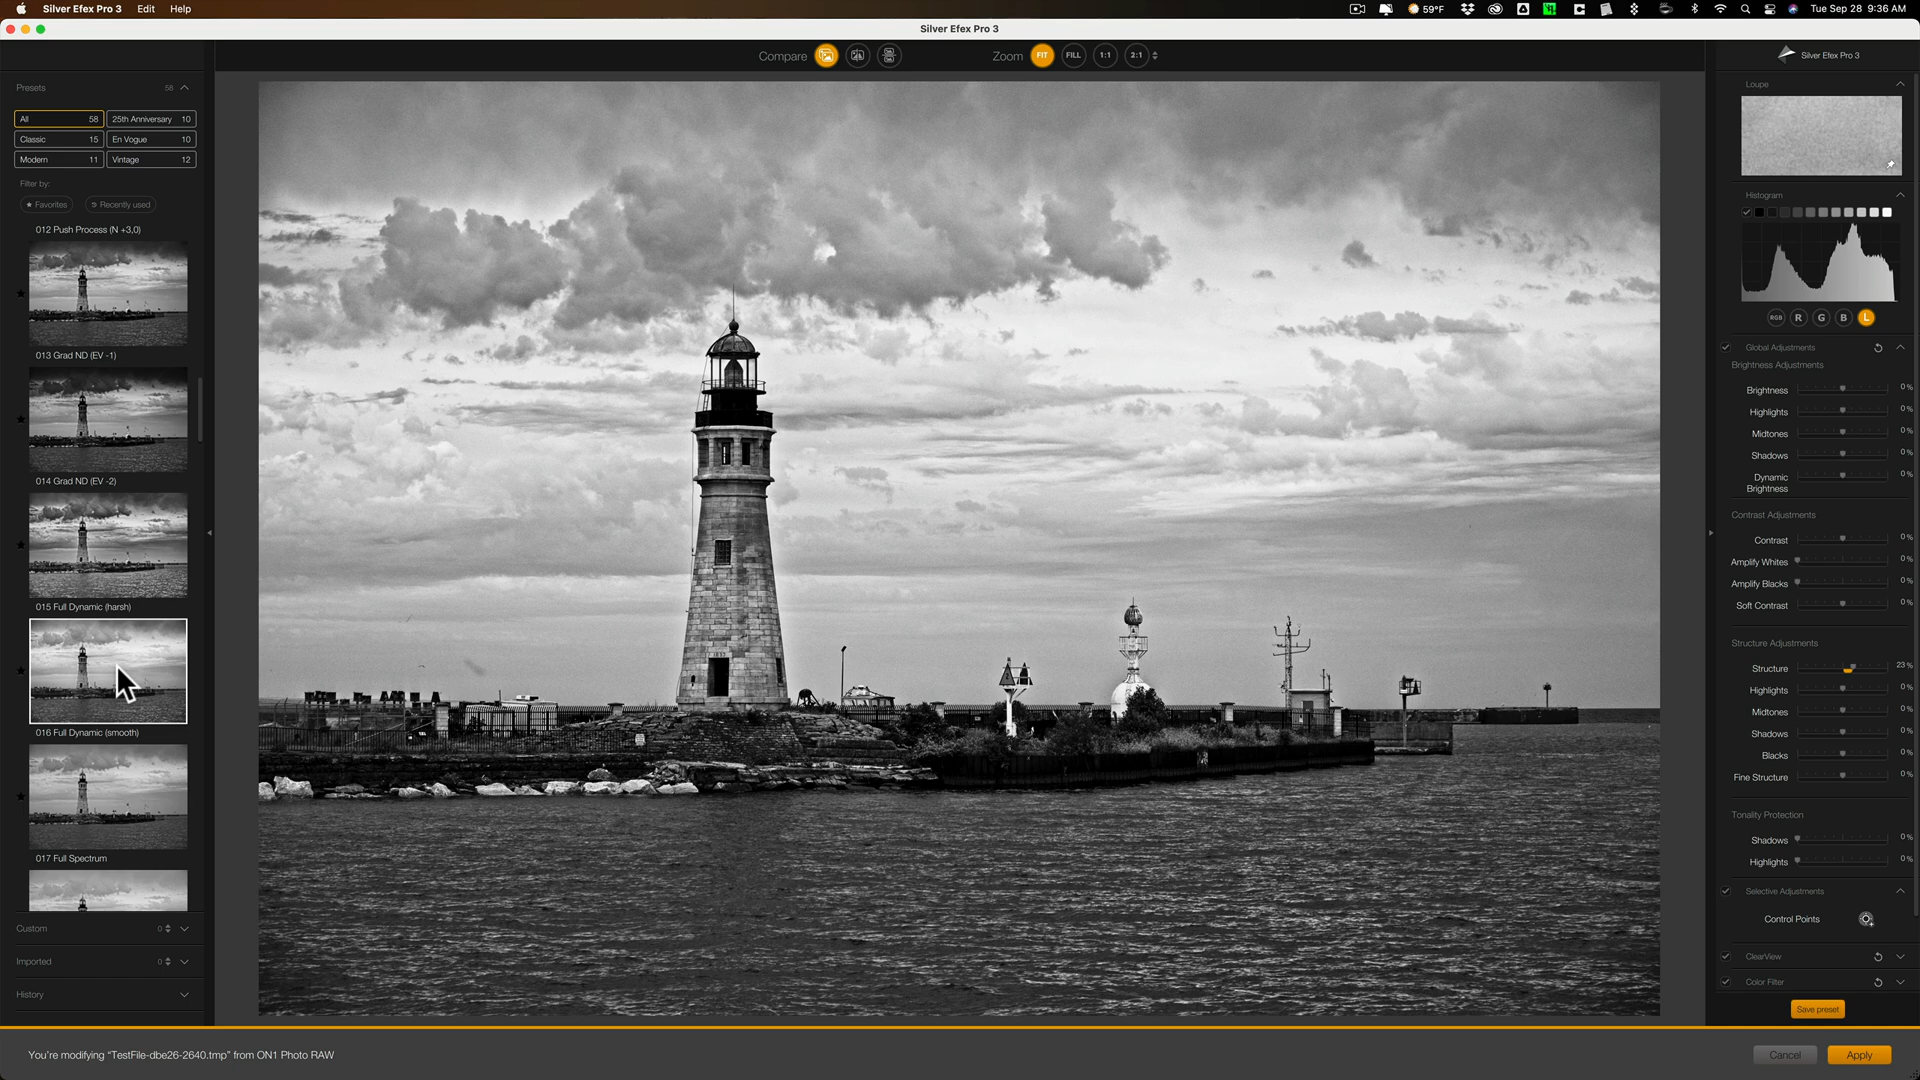 Silver Efex Pro 3 Edit Help
59°F
Tue Sep 28 9:36 AM
Silver Efex Pro 3
Compare
Zoom FIT FILL 1:1 2:1
Silver Efex Pro 3
Presets 58
All 58
25th Anniversary 10
Classic 15
En Vogue 10
Modern 11
Vintage 12
Filter by:
Favorites
Recently used
012 Push Process (N +3,0)
013 Grad ND (EV -1)
014 Grad ND (EV -2)
015 Full Dynamic (harsh)
016 Full Dynamic (smooth)
017 Full Spectrum
Custom 0
Imported 0
History
Loupe
Histogram
RGB R G B L
Global Adjustments
Brightness Adjustments
Brightness 0 %
Highlights 0 %
Midtones 0 %
Shadows 0 %
Dynamic
Brightness 0 %
Contrast Adjustments
Contrast 0 %
Amplify Whites 0 %
Amplify Blacks 0 %
Soft Contrast 0 %
Structure Adjustments
Structure 23 %
Highlights 0 %
Midtones 0 %
Shadows 0 %
Blacks 0 %
Fine Structure 0 %
Tonality Protection
Shadows 0 %
Highlights 0 %
Selective Adjustments
Control Points
ClearView
Color Filter
Save preset
You're modifying "TestFile-dbe26-2640.tmp" from ON1 Photo RAW
Cancel
Apply